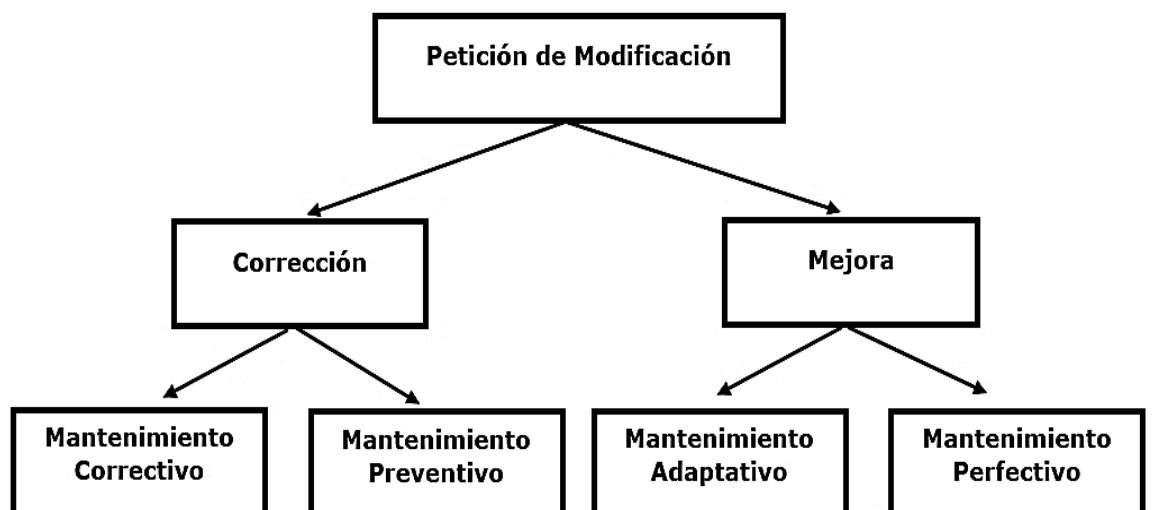 Petición de Modificación
Corrección
Mejora
Mantenimiento
Correctivo
Mantenimiento
Preventivo
Mantenimiento
Adaptativo
Mantenimiento
Perfectivo